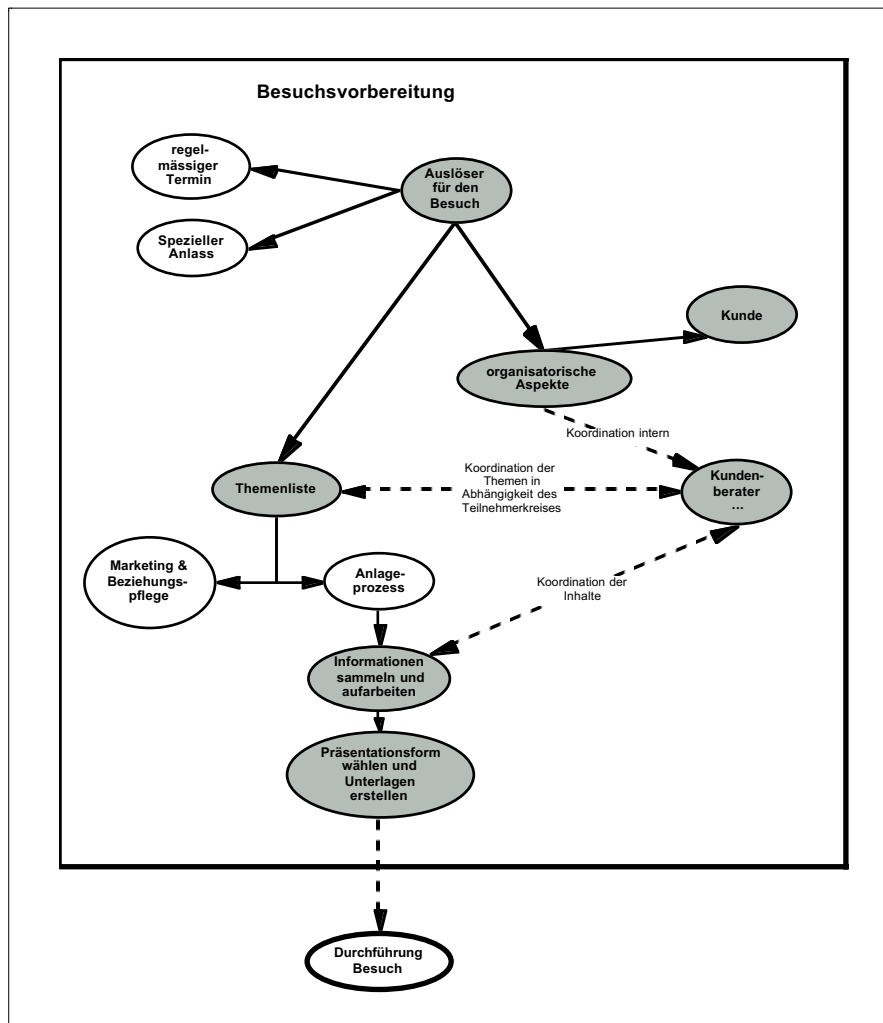 Besuchsvorbereitung
regel-
mässiger
Termin
Auslöser
für den
Besuch
Spezieller
Anlass
Kunde
organisatorische
Aspekte
Koordination intern
Koordination der
Themen in
Abhängigkeit des
Teilnehmerkreises
Themenliste
Kunden-
berater
...
Marketing &
Beziehungs-
pflege
Anlage-
prozess
Koordination der
Inhalte
Informationen
sammeln und
aufarbeiten
Präsentationsform
wählen und
Unterlagen
erstellen
Durchführung
Besuch